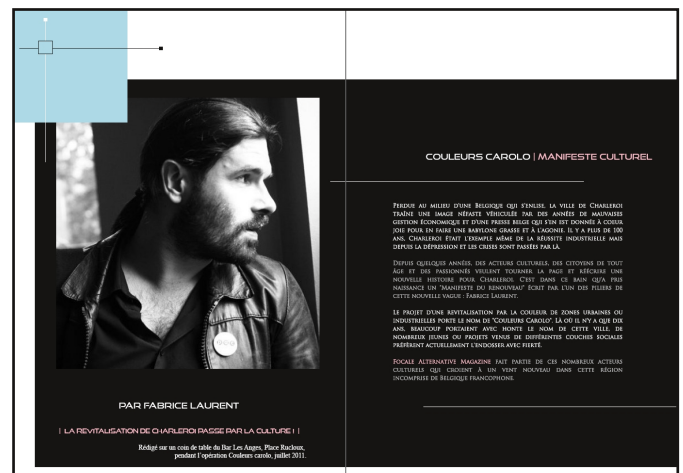 PAR FABRICE LAURENT
| LA REVITALISATION DE CHARLEROI PASSE PAR LA CULTURE ! |
Rédigé sur un coin de table du Bar Les Anges, Place Rucloux,
pendant l'opération Couleurs carolo, juillet 2011.
COULEURS CAROLO | MANIFESTE CULTUREL
Perdue au milieu d'une Belgique qui s'enlise, la ville de Charleroi
traîne une image néfaste véhiculée par des années de mauvaises
gestion économique et d'une presse belge qui s'en est donnée à coeur
joie pour en faire une Babylone grasse et à l'agonie. Il y a plus de 100
ans, Charleroi était l'exemple même de la réussite industrielle mais
depuis la dépression et les crises sont passées par là.
Depuis quelques années, des acteurs culturels, des citoyens de tout
âge et des passionnés veulent tourner la page et réécrire une
nouvelle histoire pour Charleroi. C'est dans ce bain qu'a pris
naissance un "Manifeste du renouveau" écrit par l'un des piliers de
cette nouvelle vague : Fabrice Laurent.
Le projet d'une revitalisation par la couleur de zones urbaines ou
industrielles porte le nom de "Couleurs Carolo". Là où il n'y a que dix
ans, beaucoup portaient avec honte le nom de cette ville, de
nombreux jeunes ou projets venus de différentes couches sociales
préfèrent actuellement l'endosser avec fierté.
Focale Alternative Magazine fait partie de ces nombreux acteurs
culturels qui croient à un vent nouveau dans cette région
incomprise de Belgique francophone.